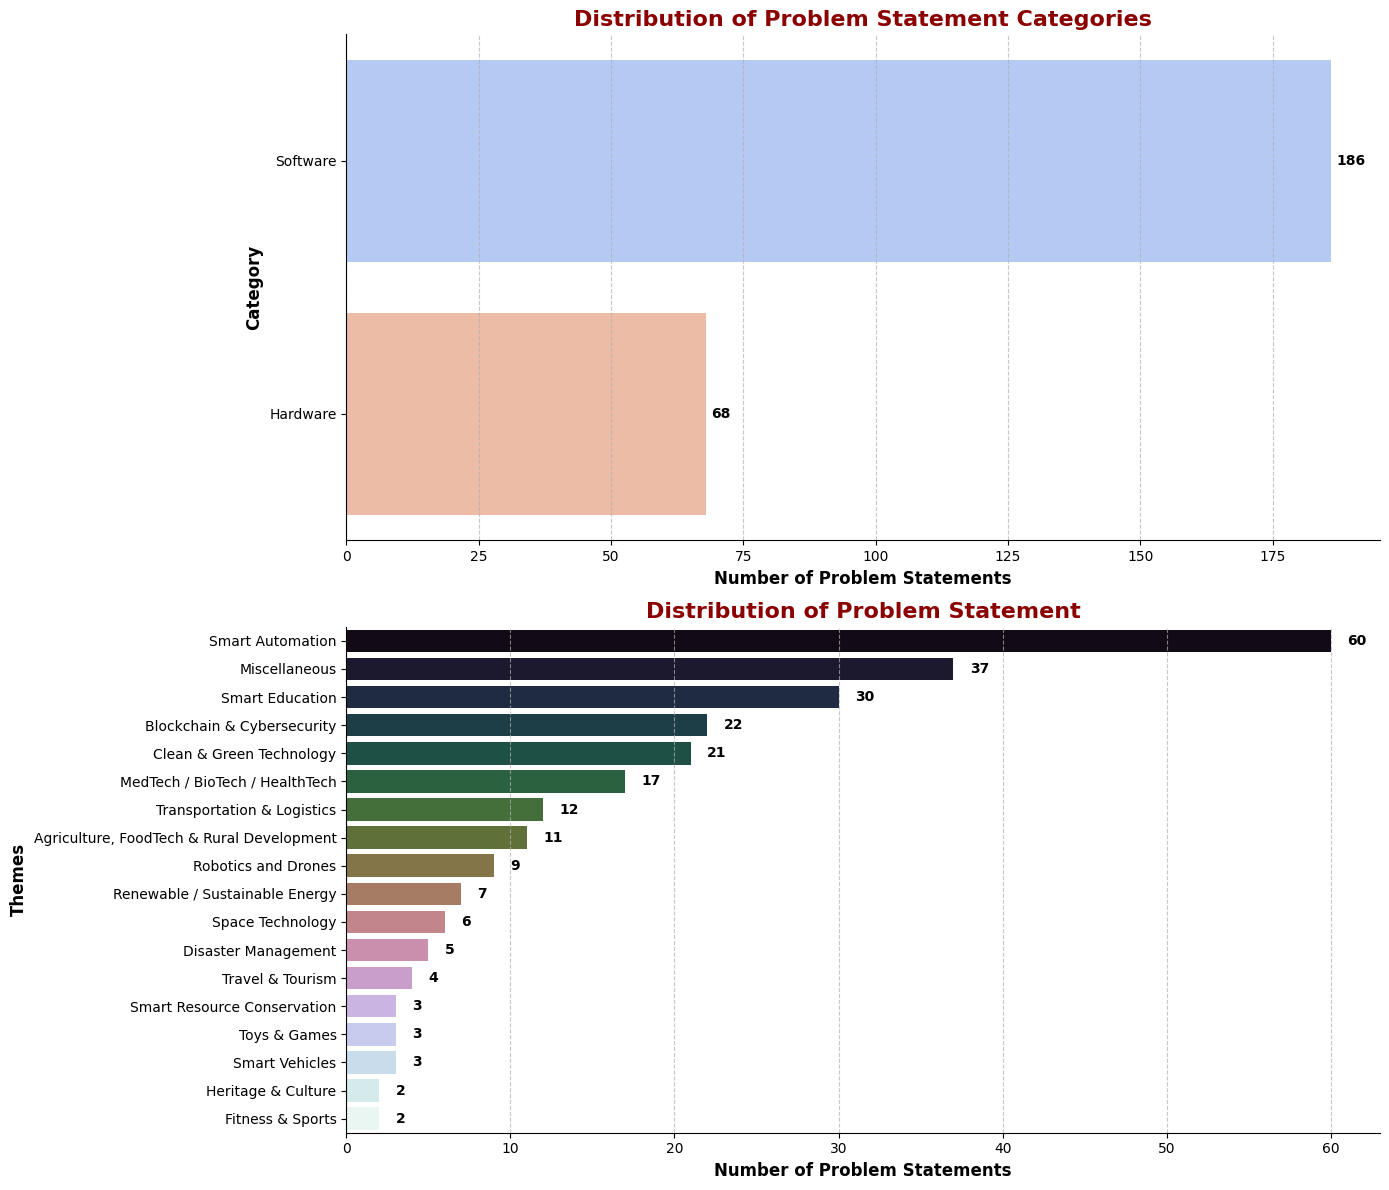 Distribution of Problem Statement Categories
Category
Software
186
Hardware
68
0 25 50 75 100 125 150 175
Number of Problem Statements
Distribution of Problem Statement
Themes
Smart Automation 60
Miscellaneous 37
Smart Education 30
Blockchain & Cybersecurity 22
Clean & Green Technology 21
MedTech / BioTech / HealthTech 17
Transportation & Logistics 12
Agriculture, FoodTech & Rural Development 11
Robotics and Drones 9
Renewable / Sustainable Energy 7
Space Technology 6
Disaster Management 5
Travel & Tourism 4
Smart Resource Conservation 3
Toys & Games 3
Smart Vehicles 3
Heritage & Culture 2
Fitness & Sports 2
0 10 20 30 40 50 60
Number of Problem Statements